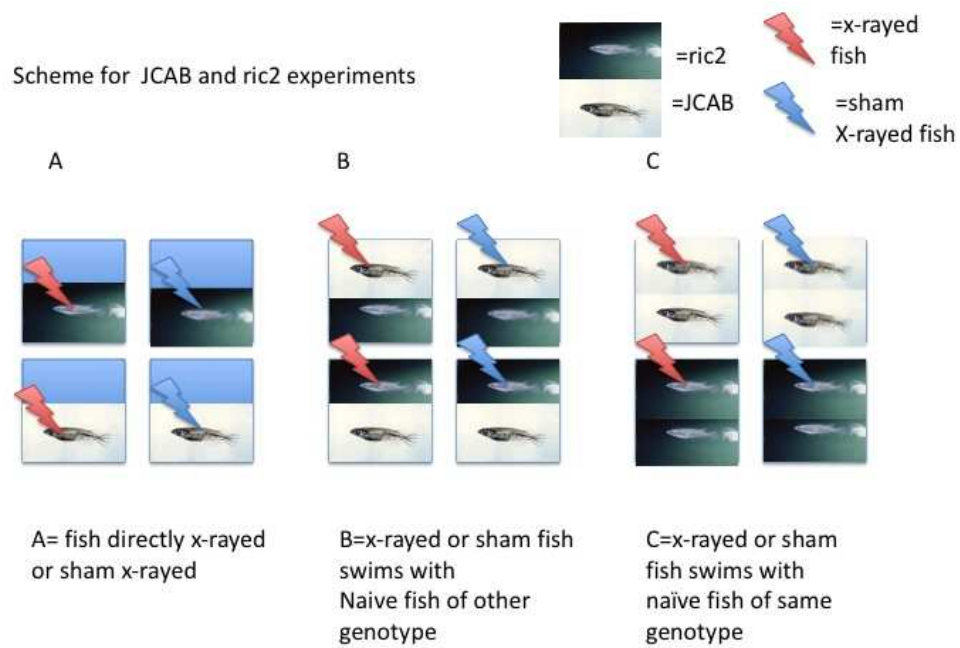 Scheme for JCAB and ric2 experiments
=ric2
=JCAB
=x-rayed
fish
=sham
X-rayed fish
A
B
C
A= fish directly x-rayed
or sham x-rayed
B=x-rayed or sham fish
swims with
Naive fish of other
genotype
C=x-rayed or sham
fish swims with
naïve fish of same
genotype